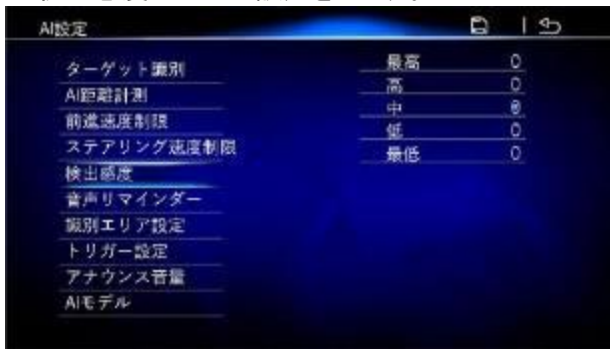 AI設定
ターゲット識別
AI距離計測
前進速度制限
ステアリング速度制限
検出感度
音声リマインダー
識別エリア設定
トリガー設定
アナウンス音量
AIモデル
最高
高
中
低
最低